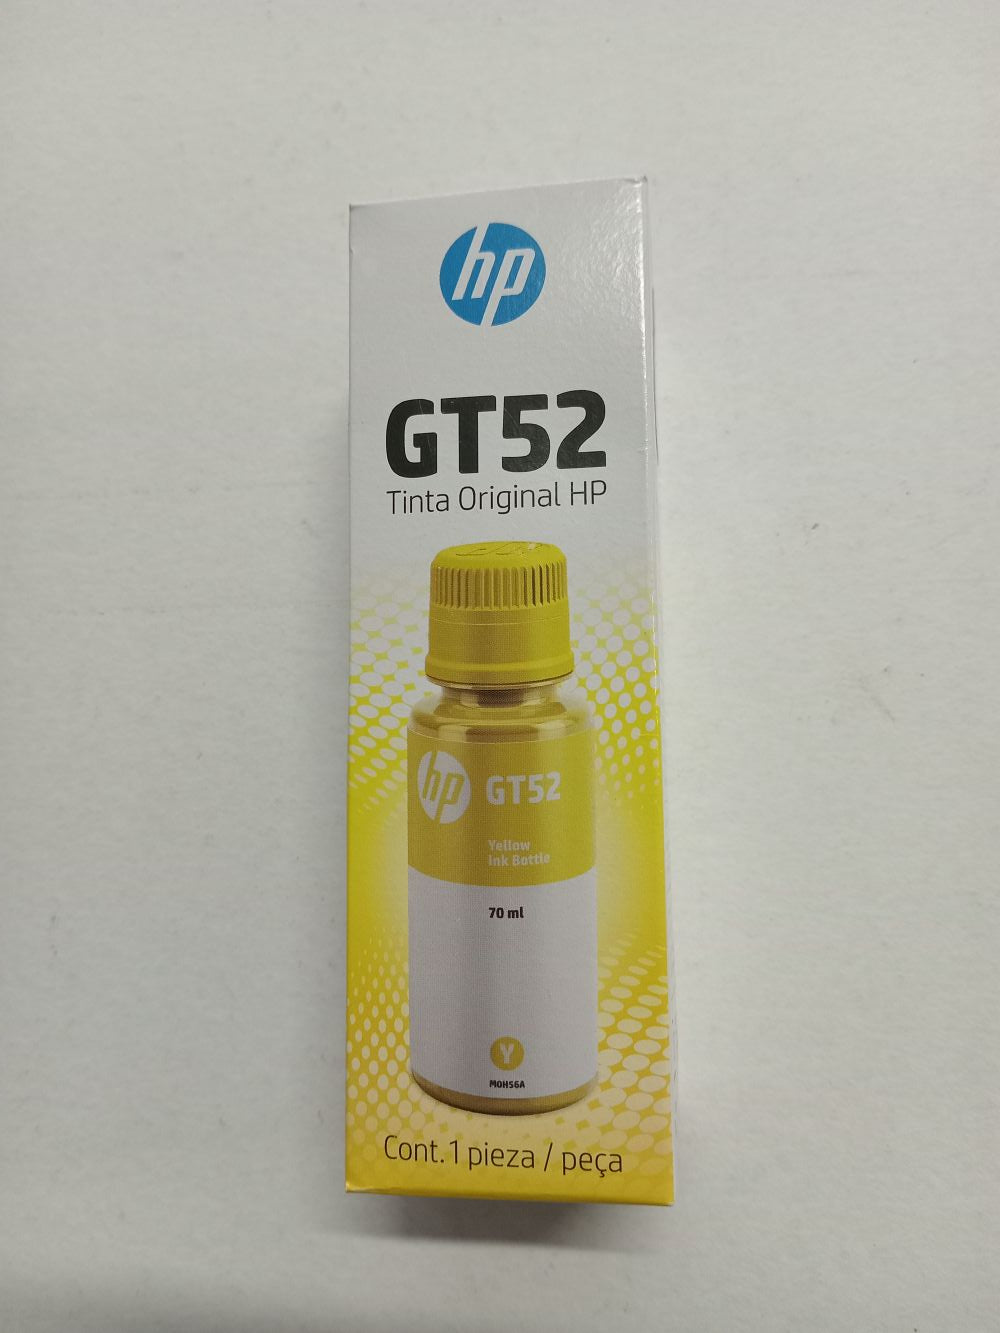 hp
GT52
Tinta Original HP
hp
GT52
Yellow
Ink Bottle
70 ml
Y
M0H56A
Cont.1 pieza / peça